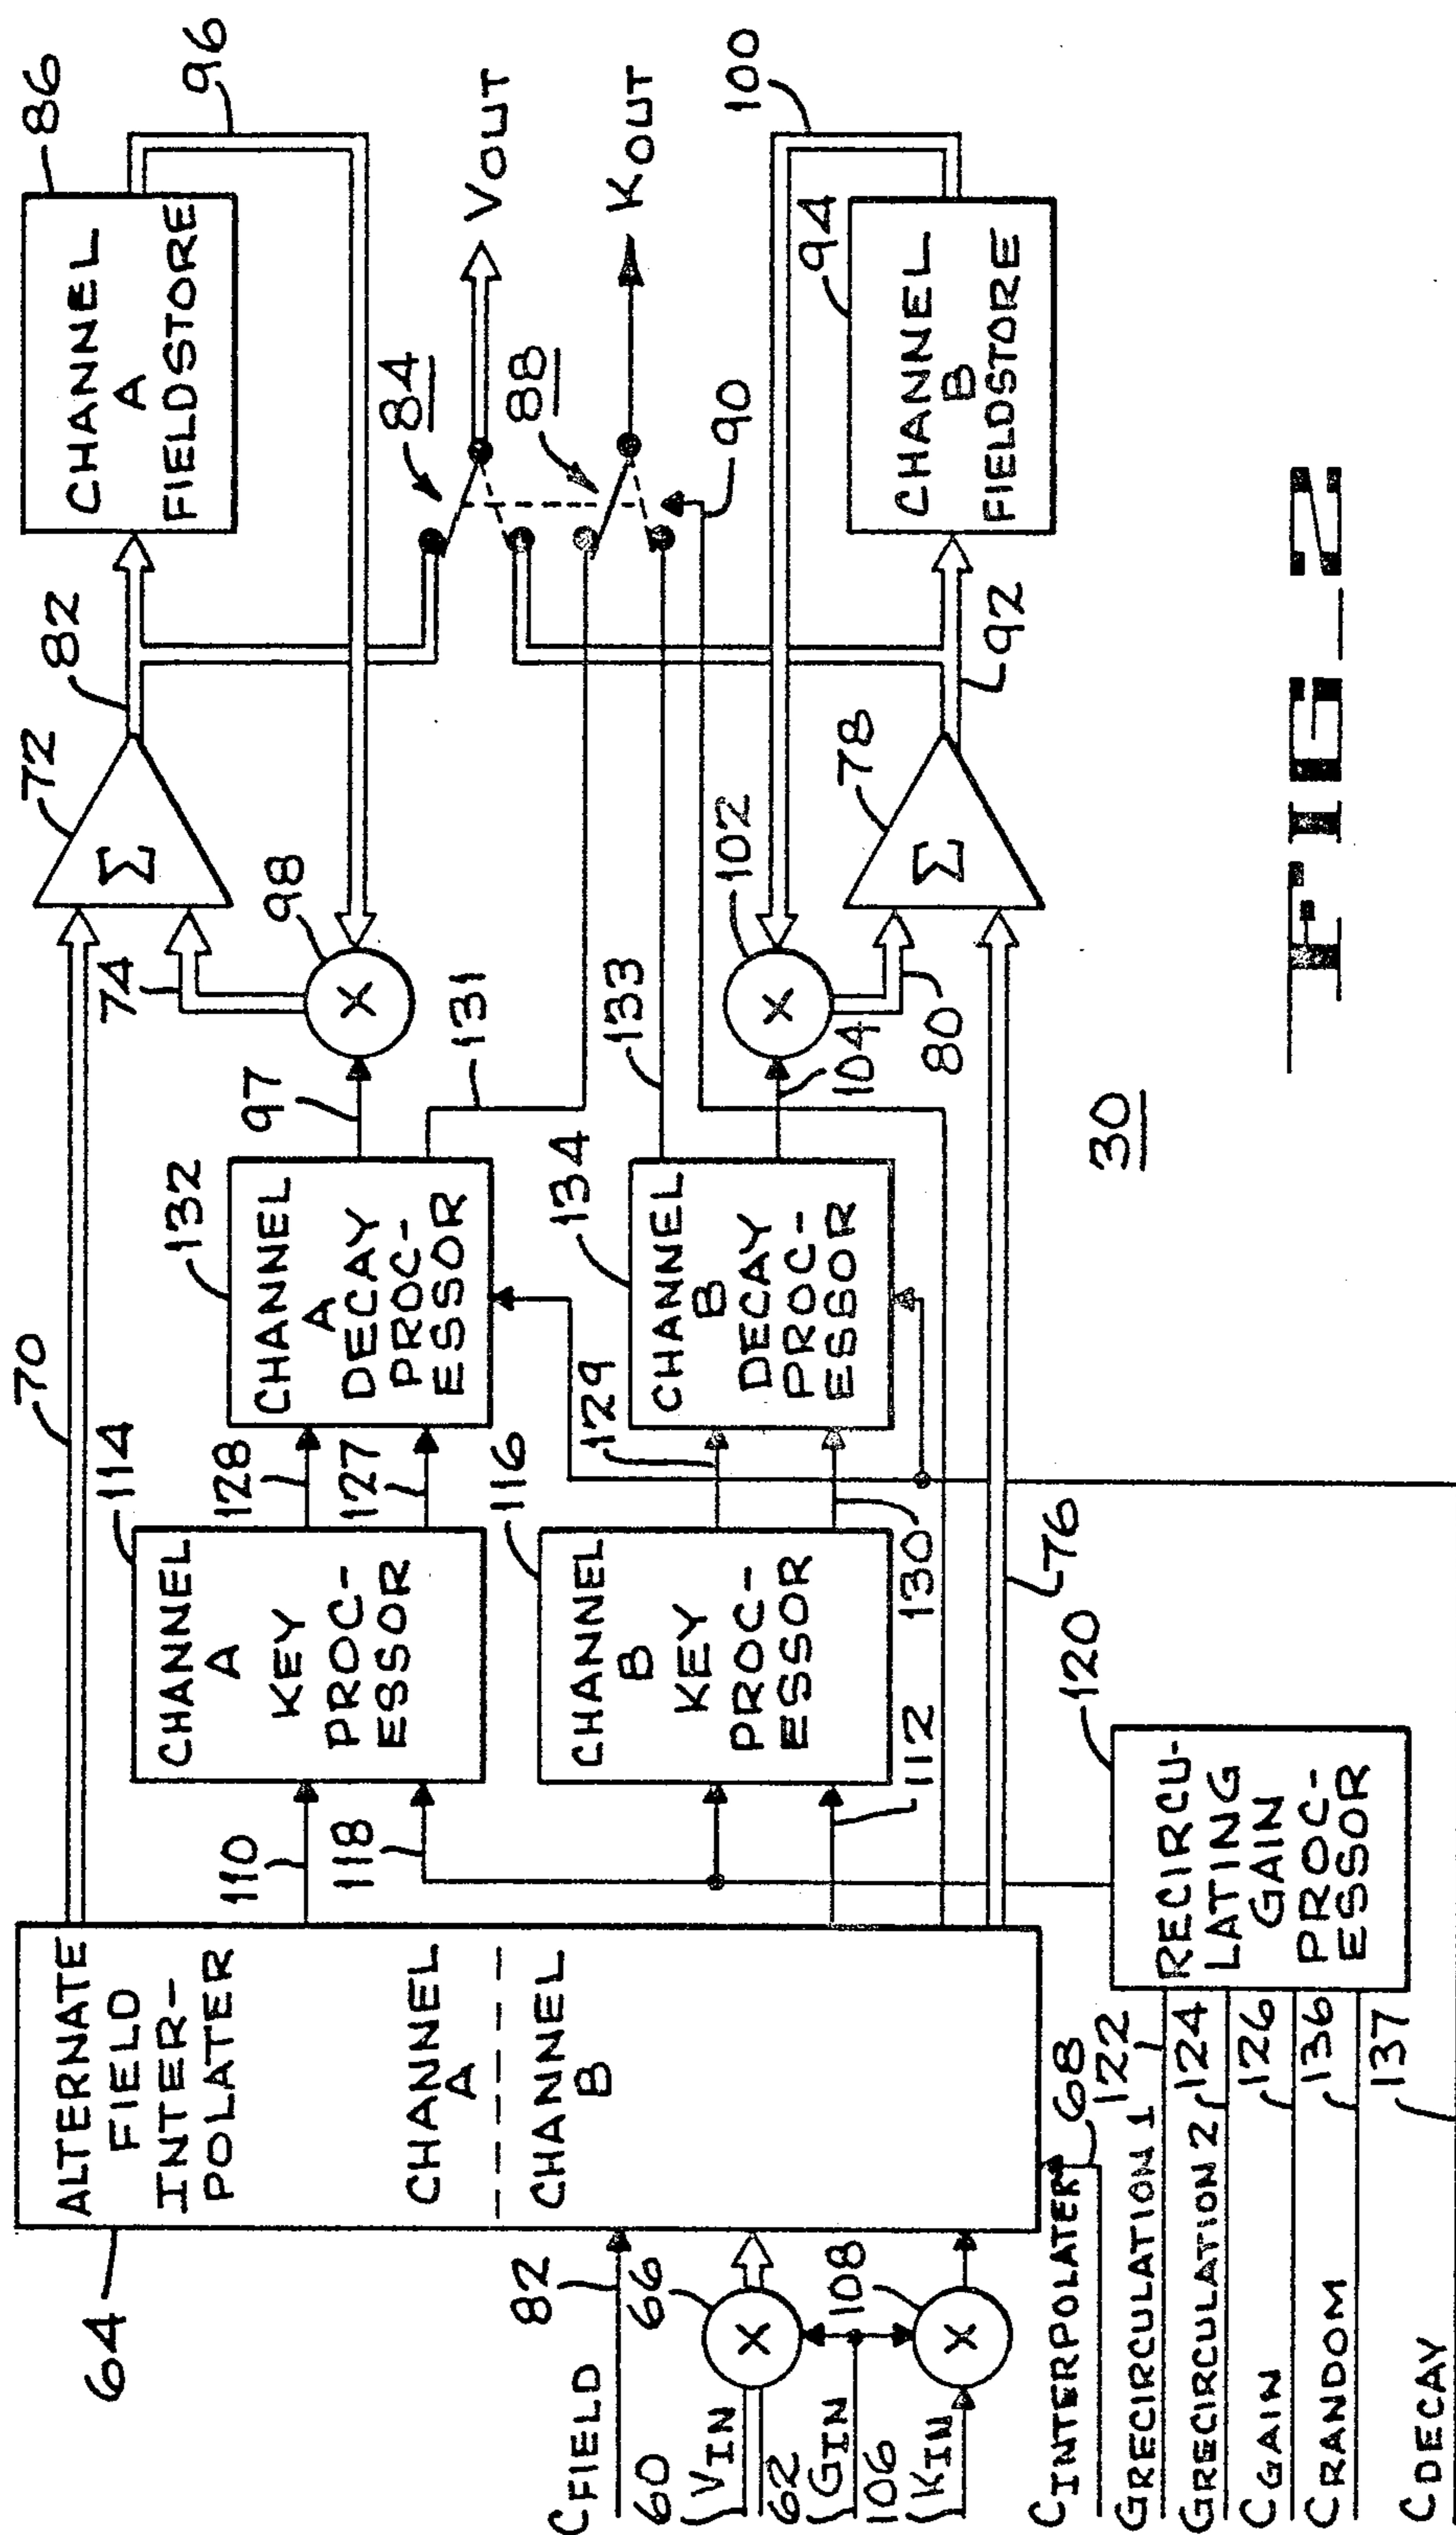 86
CHANNEL
A
FIELDSTORE
96
82
72
Σ
74
98
X
97
70
132
CHANNEL
A
DECAY
PROC-
ESSOR
131
128
127
114
CHANNEL
A
KEY
PROC-
ESSOR
110
118
ALTERNATE
FIELD
INTER-
POLATER
CHANNEL
A
CHANNEL
B
64
VOUT
KOUT
84
88
90
100
94
CHANNEL
B
FIELDSTORE
92
78
Σ
102
X
104
80
133
134
CHANNEL
B
DECAY
PROC-
ESSOR
129
130
116
CHANNEL
B
KEY
PROC-
ESSOR
112
76
120
RECIRCU-
LATING
GAIN
PROC-
ESSOR
CFIELD
82
60
VIN
66
X
62
GIN
106
KIN
108
X
CINTERPOLATER
68
GRECIRCULATION 1
122
GRECIRCULATION 2
124
CGAIN
126
CRANDOM
136
CDECAY
137
30
FIG_2